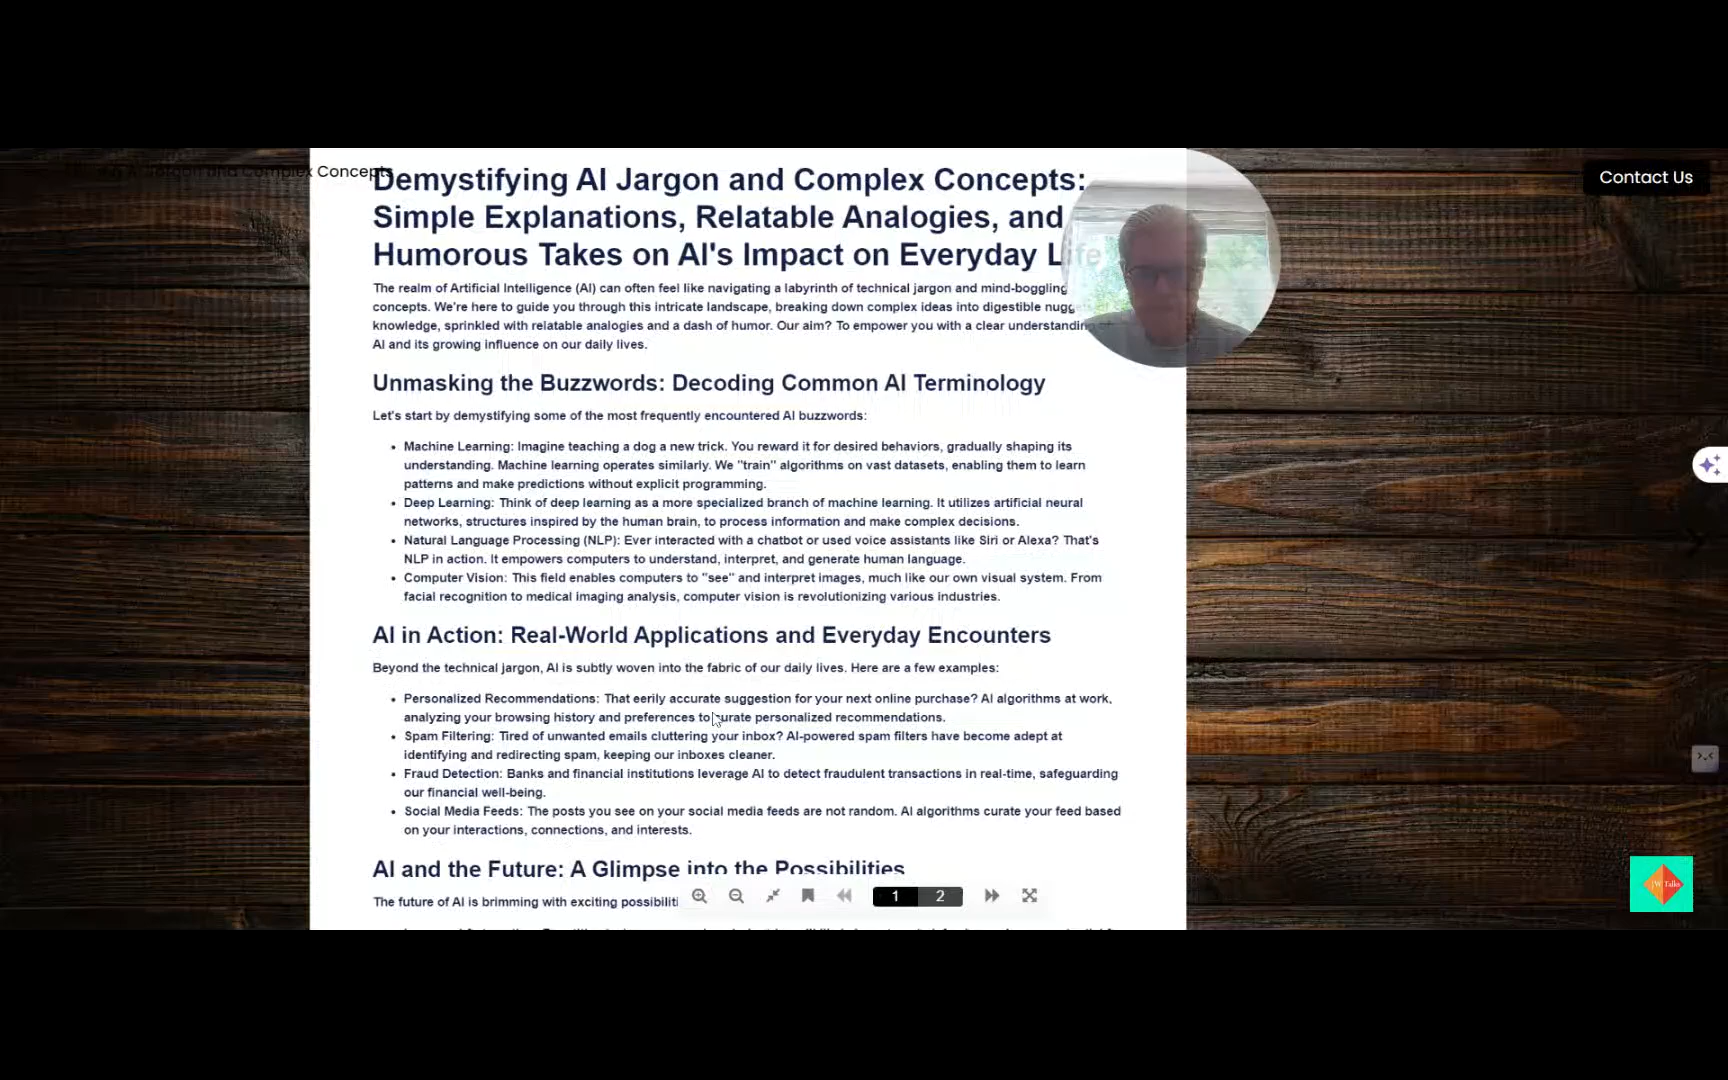 Jargon and Complex Concepts
Contact Us
Demystifying AI Jargon and Complex Concepts:
Simple Explanations, Relatable Analogies, and
Humorous Takes on AI's Impact on Everyday Life
The realm of Artificial Intelligence (AI) can often feel like navigating a labyrinth of technical jargon and mind-boggling
concepts. We're here to guide you through this intricate landscape, breaking down complex ideas into digestible
knowledge, sprinkled with relatable analogies and a dash of humor. Our aim? To empower you with a clear understanding of
AI and its growing influence on our daily lives.
Unmasking the Buzzwords: Decoding Common AI Terminology
Let's start by demystifying some of the most frequently encountered AI buzzwords:
• Machine Learning: Imagine teaching a dog a new trick. You reward it for desired behaviors, gradually shaping its
understanding. Machine learning operates similarly. We "train" algorithms on vast datasets, enabling them to learn
patterns and make predictions without explicit programming.
• Deep Learning: Think of deep learning as a more specialized branch of machine learning. It utilizes artificial neural
networks, structures inspired by the human brain, to process information and make complex decisions.
• Natural Language Processing (NLP): Ever interacted with a chatbot or used voice assistants like Siri or Alexa? That's
NLP in action. It empowers computers to understand, interpret, and generate human language.
• Computer Vision: This field enables computers to "see" and interpret images, much like our own visual system. From
facial recognition to medical imaging analysis, computer vision is revolutionizing various industries.
AI in Action: Real-World Applications and Everyday Encounters
Beyond the technical jargon, AI is subtly woven into the fabric of our daily lives. Here are a few examples:
• Personalized Recommendations: That eerily accurate suggestion for your next online purchase? AI algorithms at work,
analyzing your browsing history and preferences to curate personalized recommendations.
• Spam Filtering: Tired of unwanted emails cluttering your inbox? AI-powered spam filters have become adept at
identifying and redirecting spam, keeping our inboxes cleaner.
• Fraud Detection: Banks and financial institutions leverage AI to detect fraudulent transactions in real-time, safeguarding
our financial well-being.
• Social Media Feeds: The posts you see on your social media feeds are not random. AI algorithms curate your feed based
on your interactions, connections, and interests.
AI and the Future: A Glimpse into the Possibilities
The future of AI is brimming with exciting
1 2
JW Talks